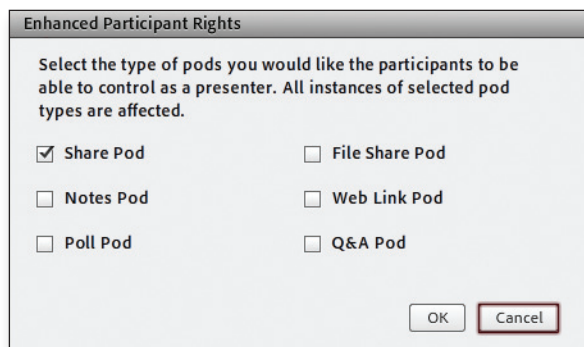 Enhanced Participant Rights
Select the type of pods you would like the participants to be
able to control as a presenter. All instances of selected pod
types are affected.
Share Pod
File Share Pod
Notes Pod
Web Link Pod
Poll Pod
Q&A Pod
OK
Cancel